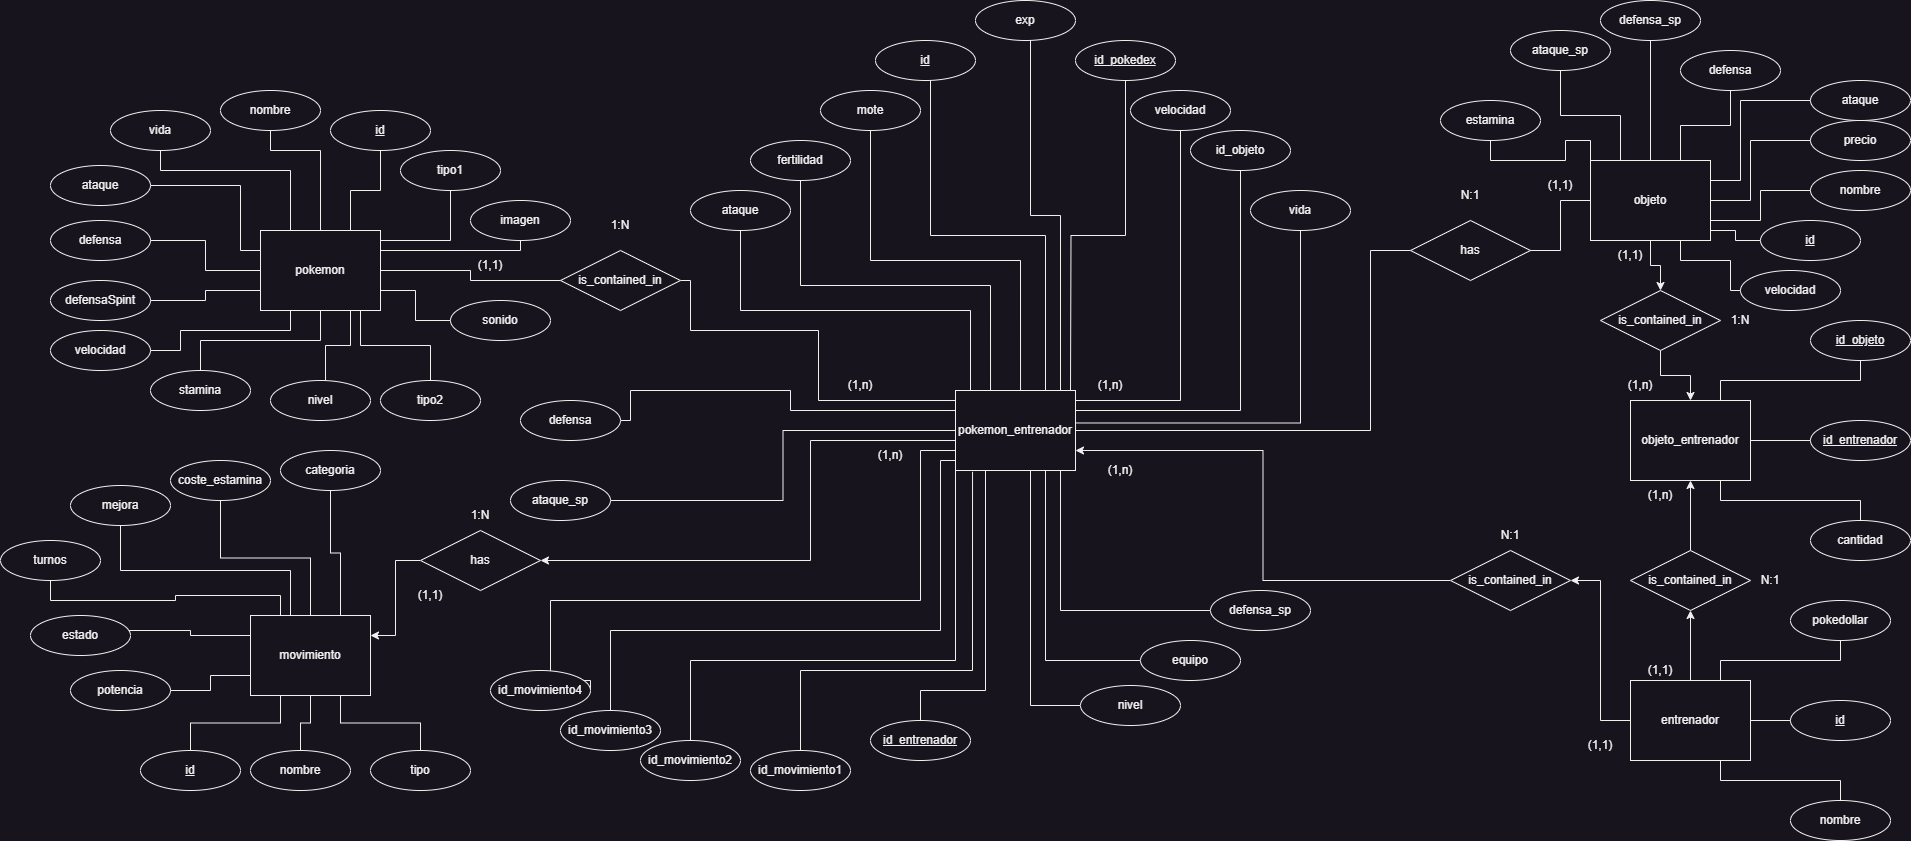 exp
defensa_sp
id
id_pokedex
ataque_sp
defensa
nombre
mote
velocidad
ataque
vida
id
estamina
precio
fertilidad
id_objeto
tipo1
ataque
nombre
(1,1)
N:1
objeto
imagen
ataque
vida
1:N
defensa
has
id
(1,1)
pokemon
(1,1)
is_contained_in
velocidad
defensaSpint
sonido
is_contained_in
1:N
velocidad
id_objeto
stamina
nivel
tipo2
(1,n)
(1,n)
(1,n)
defensa
pokemon_entrenador
objeto_entrenador
id_entrenador
(1,n)
(1,n)
categoria
coste_estamina
mejora
ataque_sp
(1,n)
1:N
N:1
cantidad
turnos
has
is_contained_in
is_contained_in
N:1
(1,1)
defensa_sp
pokedollar
estado
movimiento
equipo
(1,1)
potencia
id_movimiento4
nivel
entrenador
id
id_movimiento3
id_entrenador
(1,1)
id_movimiento2
id
nombre
tipo
id_movimiento1
nombre